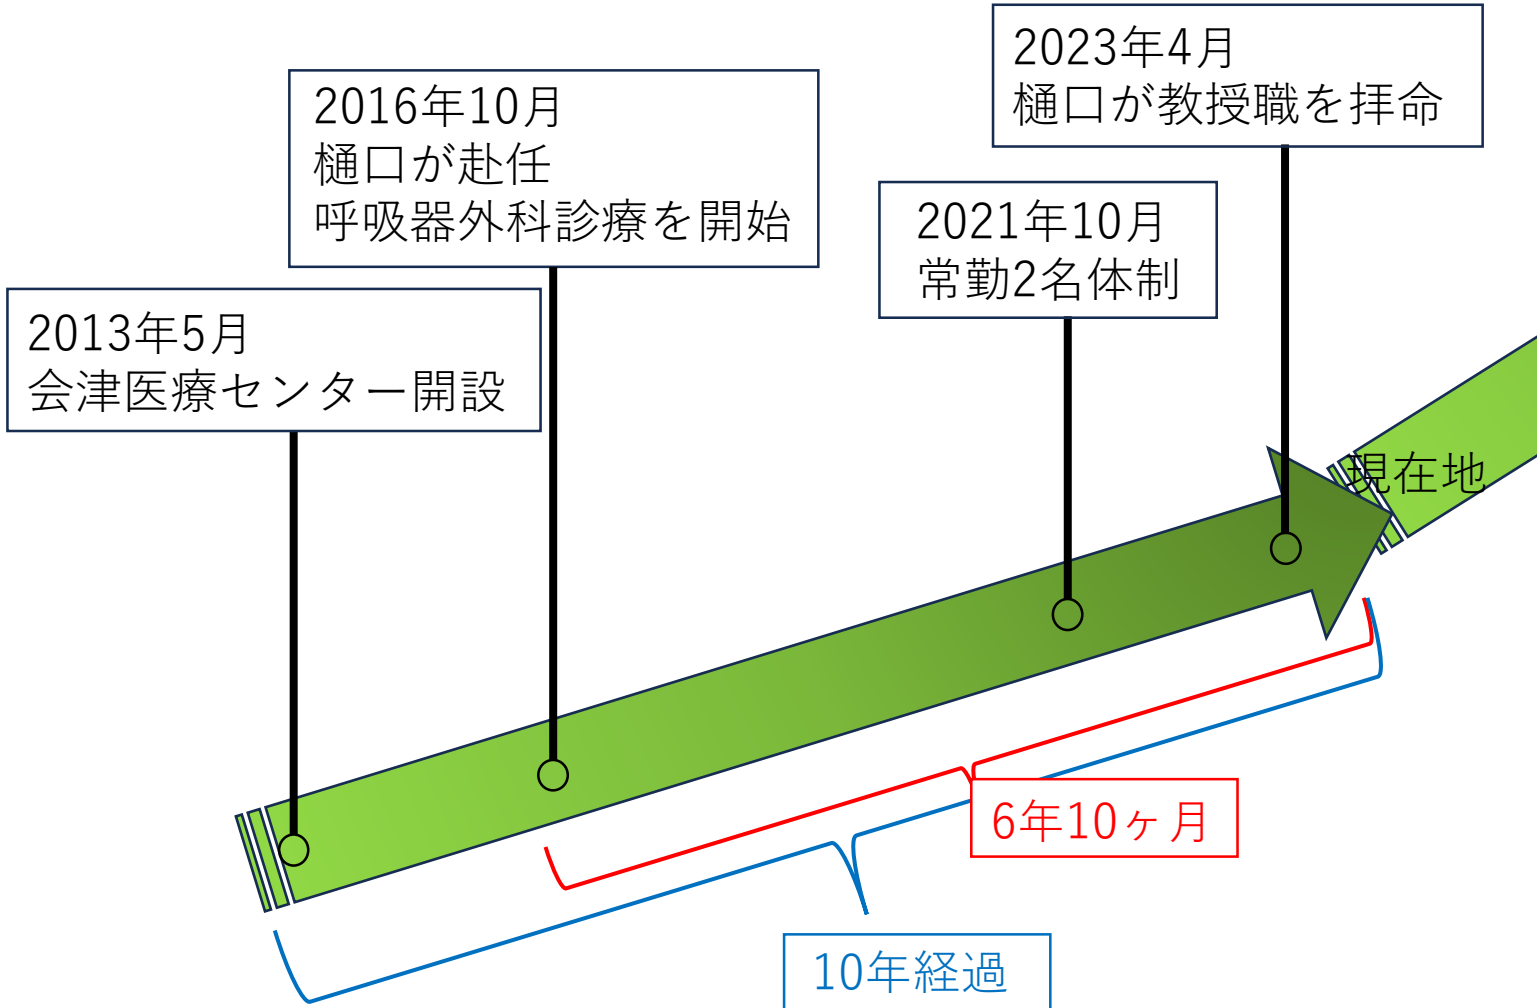 2013年5月
会津医療センター開設
2016年10月
樋口が赴任
呼吸器外科診療を開始
2021年10月
常勤2名体制
2023年4月
樋口が教授職を拝命
現在地
6年10ヶ月
10年経過